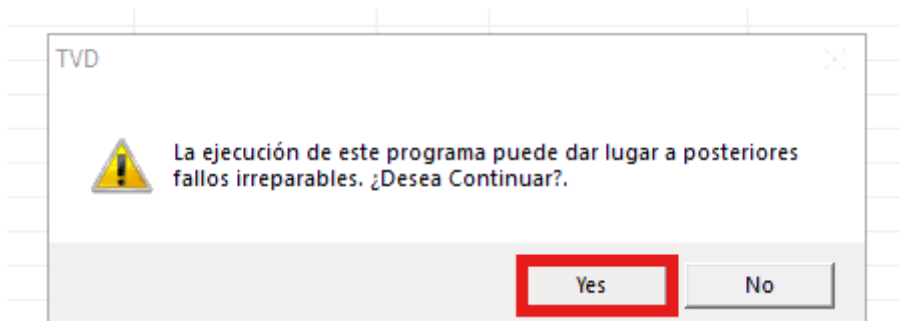 TVD
La ejecución de este programa puede dar lugar a posteriores
fallos irreparables. ¿Desea Continuar?.
Yes
No